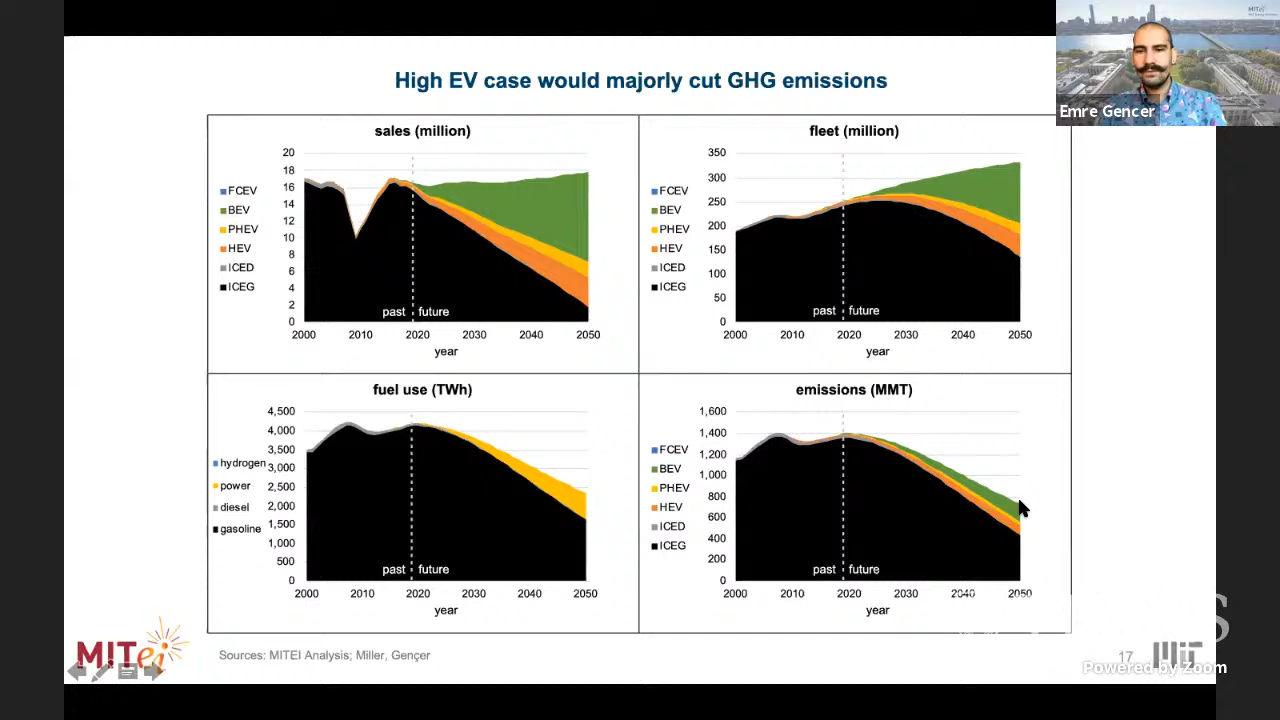 MITei
Emre Gencer
High EV case would majorly cut GHG emissions
sales (million)
20
18
16
14
12
10
8
6
4
2
0
FCEV
BEV
PHEV
HEV
ICED
ICEG
past
future
2000 2010 2020 2030 2040 2050
year
fleet (million)
350
300
250
200
150
100
50
0
FCEV
BEV
PHEV
HEV
ICED
ICEG
past
future
2000 2010 2020 2030 2040 2050
year
fuel use (TWh)
4,500
4,000
3,500
3,000
2,500
2,000
1,500
1,000
500
0
hydrogen
power
diesel
gasoline
past
future
2000 2010 2020 2030 2040 2050
year
emissions (MMT)
1,600
1,400
1,200
1,000
800
600
400
200
0
FCEV
BEV
PHEV
HEV
ICED
ICEG
past
future
2000 2010 2020 2030 2040 2050
year
MITei
Sources: MITEI Analysis; Miller, Gençer
17
MIT
Powered by Zoom